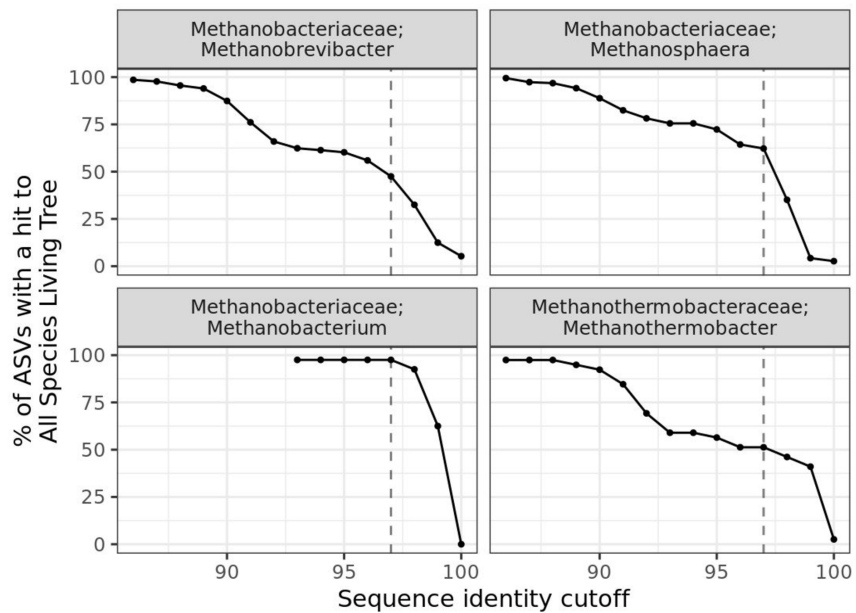 Methanobacteriaceae;
Methanobrevibacter
Methanobacteriaceae;
Methanosphaera
100
75
50
25
0
Methanobacteriaceae;
Methanobacterium
Methanothermobacteraceae;
Methanothermobacter
100
75
50
25
0
% of ASVs with a hit to
All Species Living Tree
90
95
100
90
95
100
Sequence identity cutoff